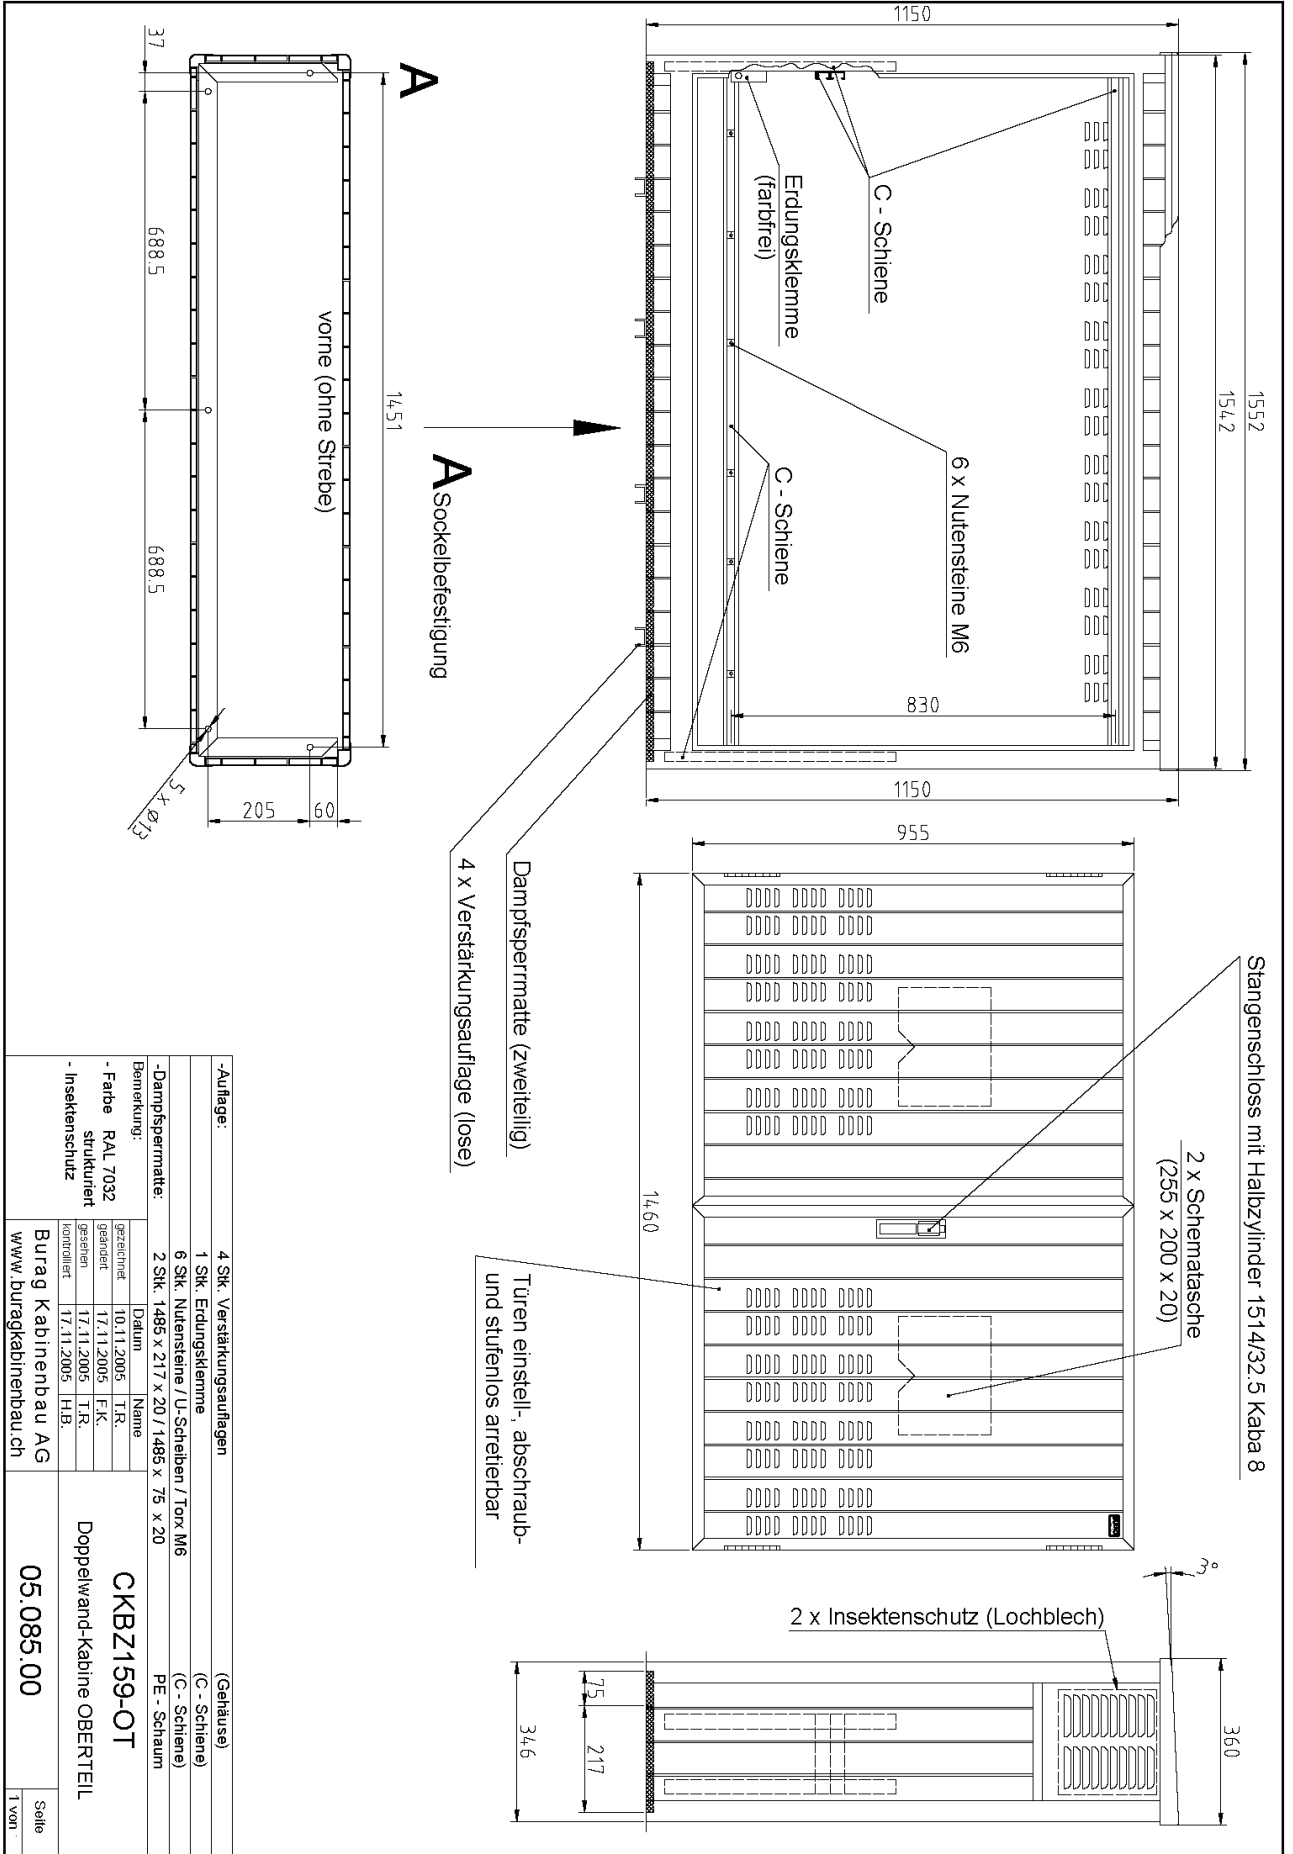 1552
1542
1150
1150
830
C - Schiene
Erdungsklemme
(farbfrei)
6 x Nutensteine M6
C - Schiene
Stangenschloss mit Halbzylinder 1514/32.5 Kaba 8
2 x Schematasche
(255 x 200 x 20)
955
1460
Türen einstell-, abschraub-
und stufenlos arretierbar
3°
360
2 x Insektenschutz (Lochblech)
75
217
346
Dampfsperrmatte (zweiteilig)
4 x Verstärkungsauflage (lose)
A
A Sockelbefestigung
1451
vorne (ohne Strebe)
37
688.5
688.5
60
205
5 x ø13
-Auflage:
4 Stk. Verstärkungsauflagen
(Gehäuse)
1 Stk. Erdungsklemme
(C - Schiene)
6 Stk. Nutensteine / U-Scheiben / Torx M6
(C - Schiene)
-Dampfsperrmatte:
2 Stk. 1485 x 217 x 20 / 1485 x 75 x 20
PE - Schaum
Bemerkung:
- Farbe RAL 7032
strukturiert
- Insektenschutz
Datum
Name
gezeichnet
10.11.2005
T.R.
geändert
17.11.2005
F.K.
gesehen
17.11.2005
T.R.
kontrolliert
17.11.2005
H.B.
Burag Kabinenbau AG
www.buragkabinenbau.ch
CKBZ159-OT
Doppelwand-Kabine OBERTEIL
05.085.00
Seite
1 von